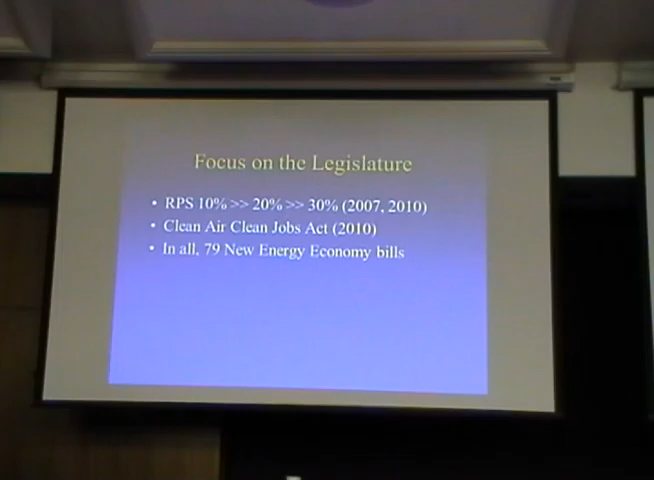 Focus on the Legislature
• RPS 10% >> 20% >> 30% (2007, 2010)
• Clean Air Clean Jobs Act (2010)
• In all, 79 New Energy Economy bills